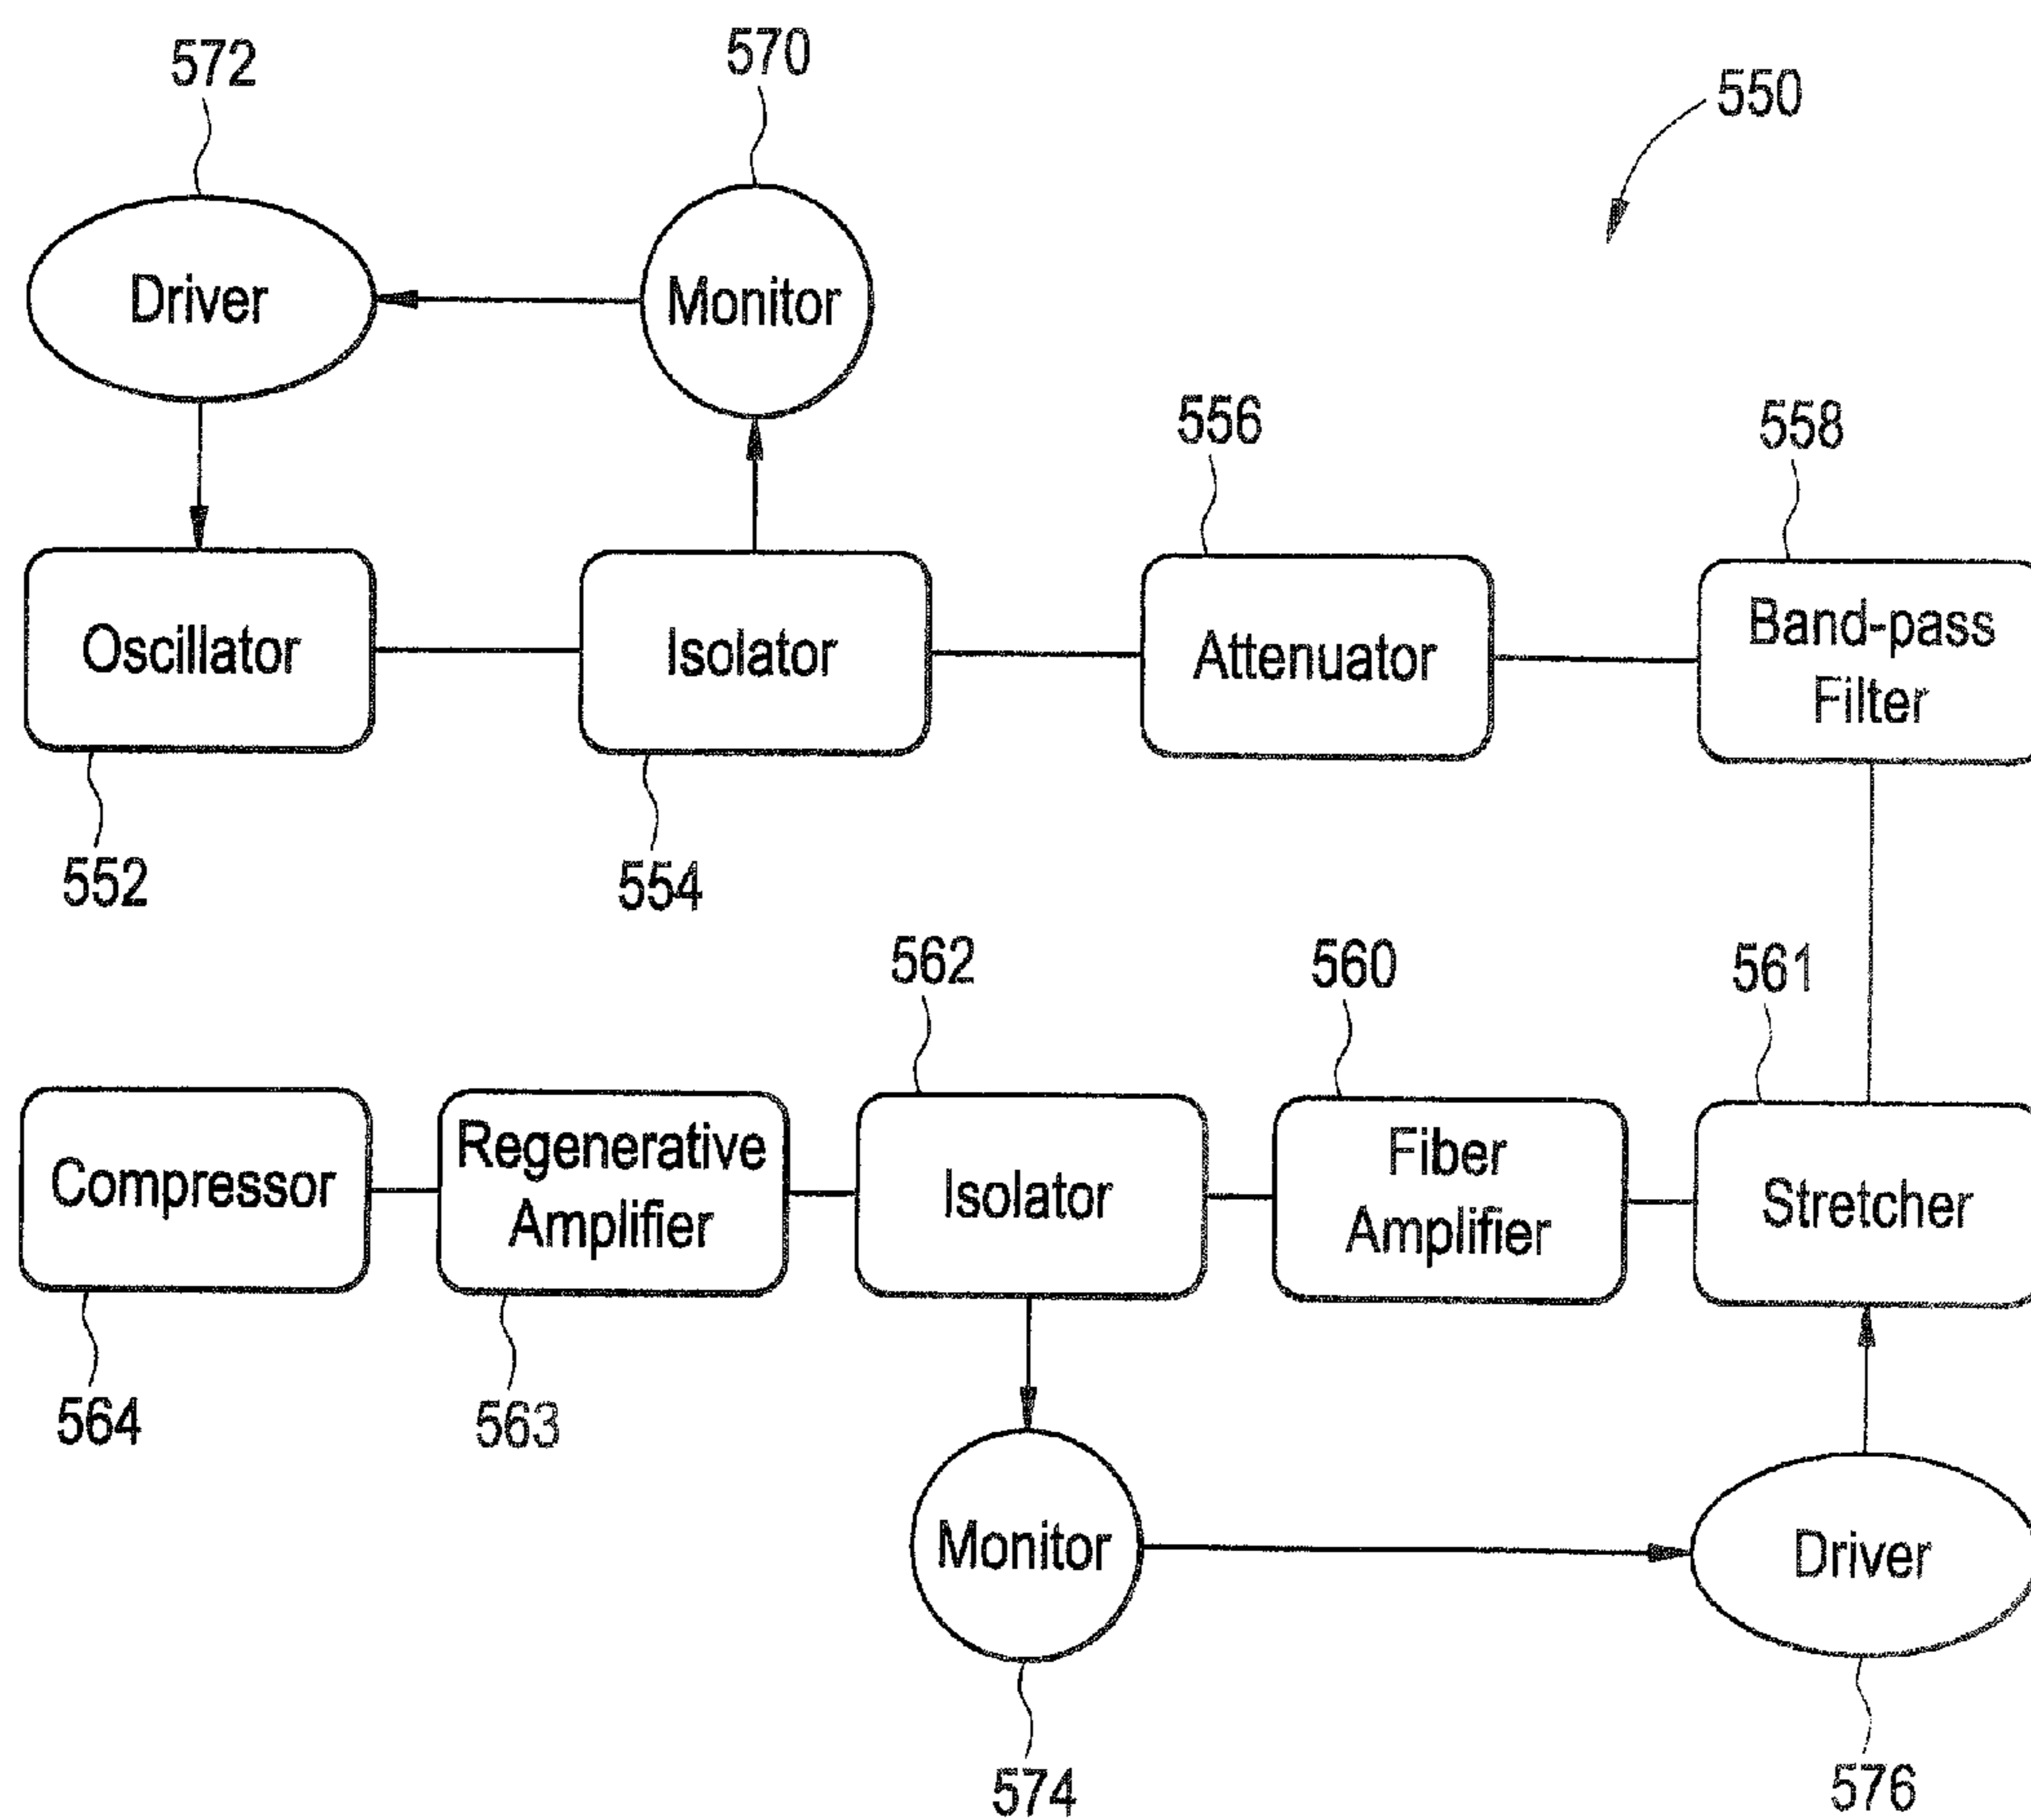 572
570
550
Driver
Monitor
556
558
Oscillator
Isolator
Attenuator
Band-pass
Filter
552
554
562
560
561
Compressor
Regenerative
Amplifier
Isolator
Fiber
Amplifier
Stretcher
564
563
Monitor
Driver
574
576